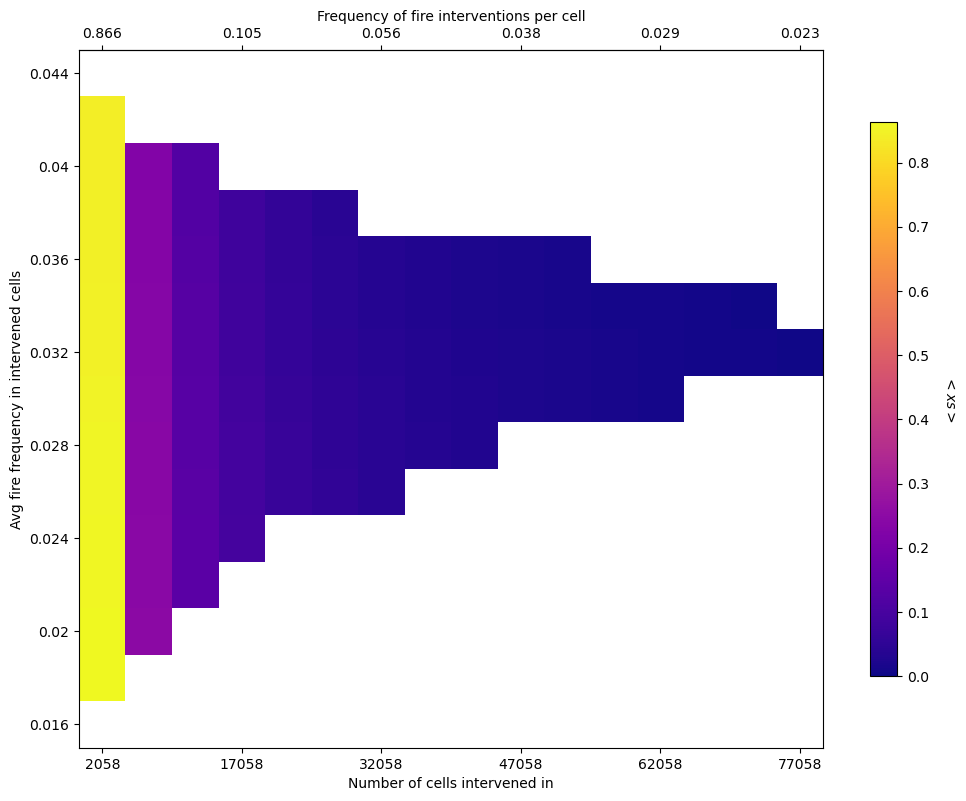 Frequency of fire interventions per cell
0.866 0.105 0.056 0.038 0.029 0.023
0.044
0.04
0.036
0.032
0.028
0.024
0.02
0.016
Avg fire frequency in intervened cells
2058 17058 32058 47058 62058 77058
Number of cells intervened in
0.8
0.7
0.6
0.5
0.4
0.3
0.2
0.1
0.0
< sx >